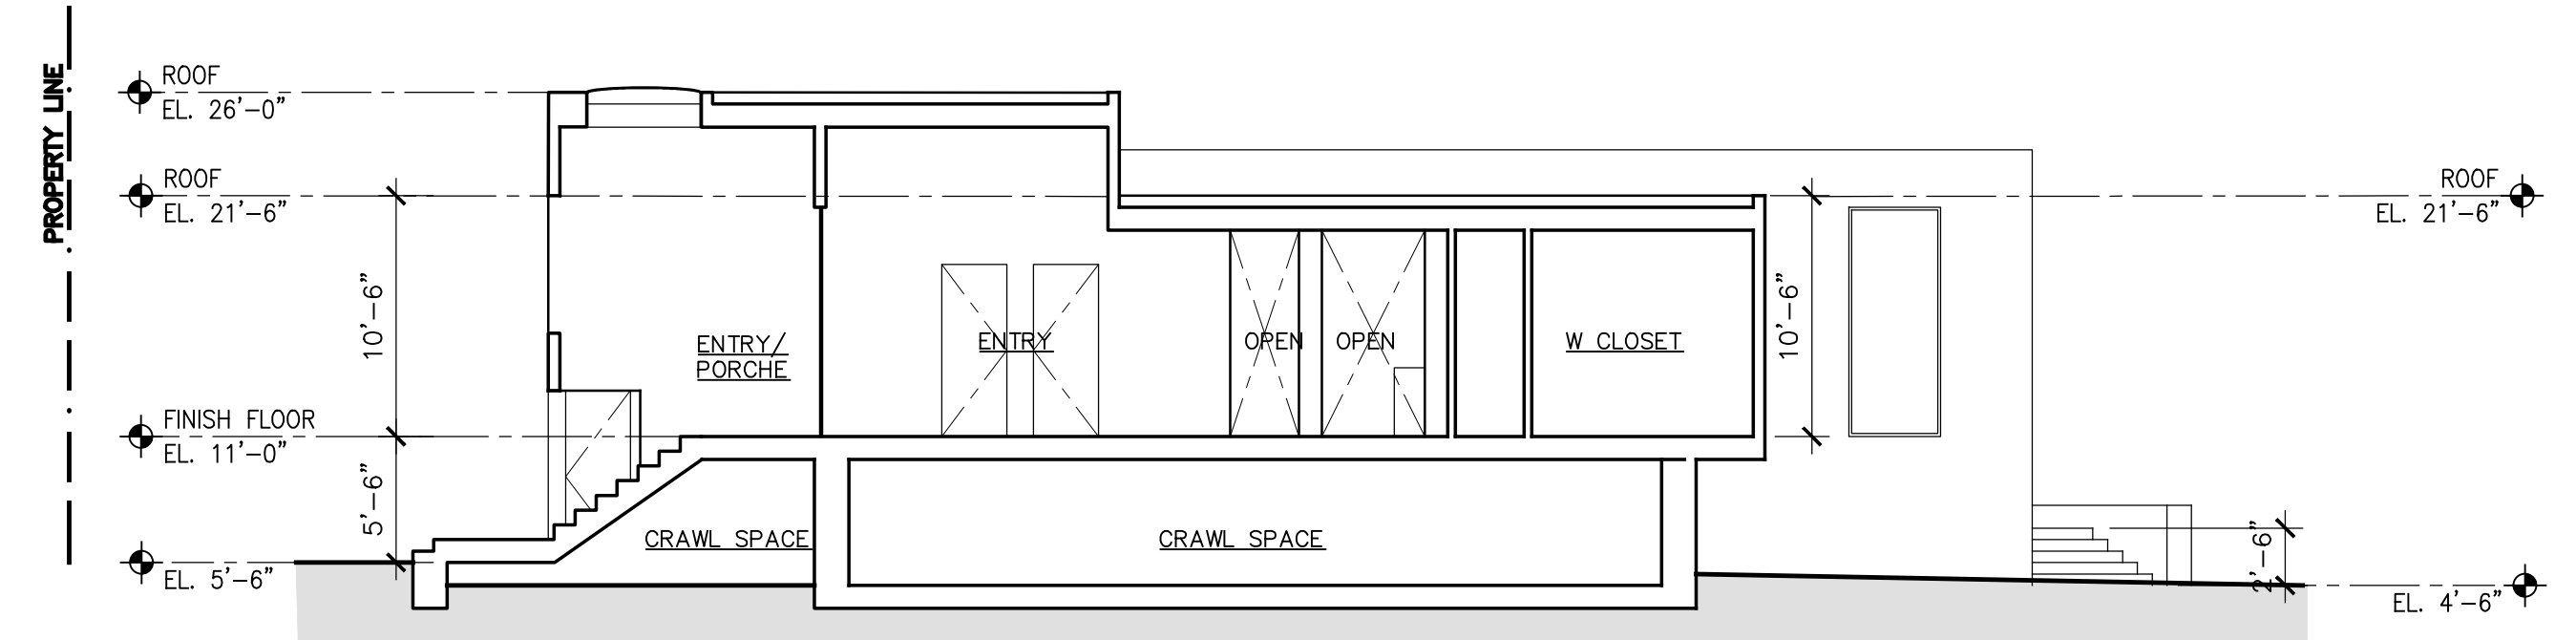 PROPERTY LINE
ROOF
EL. 26'-0"
ROOF
EL. 21'-6"
ROOF
EL. 21'-6"
10'-6"
10'-6"
ENTRY/
PORCHE
ENTRY
OPEN
OPEN
W CLOSET
FINISH FLOOR
EL. 11'-0"
5'-6"
CRAWL SPACE
CRAWL SPACE
2'-6"
EL. 5'-6"
EL. 4'-6"